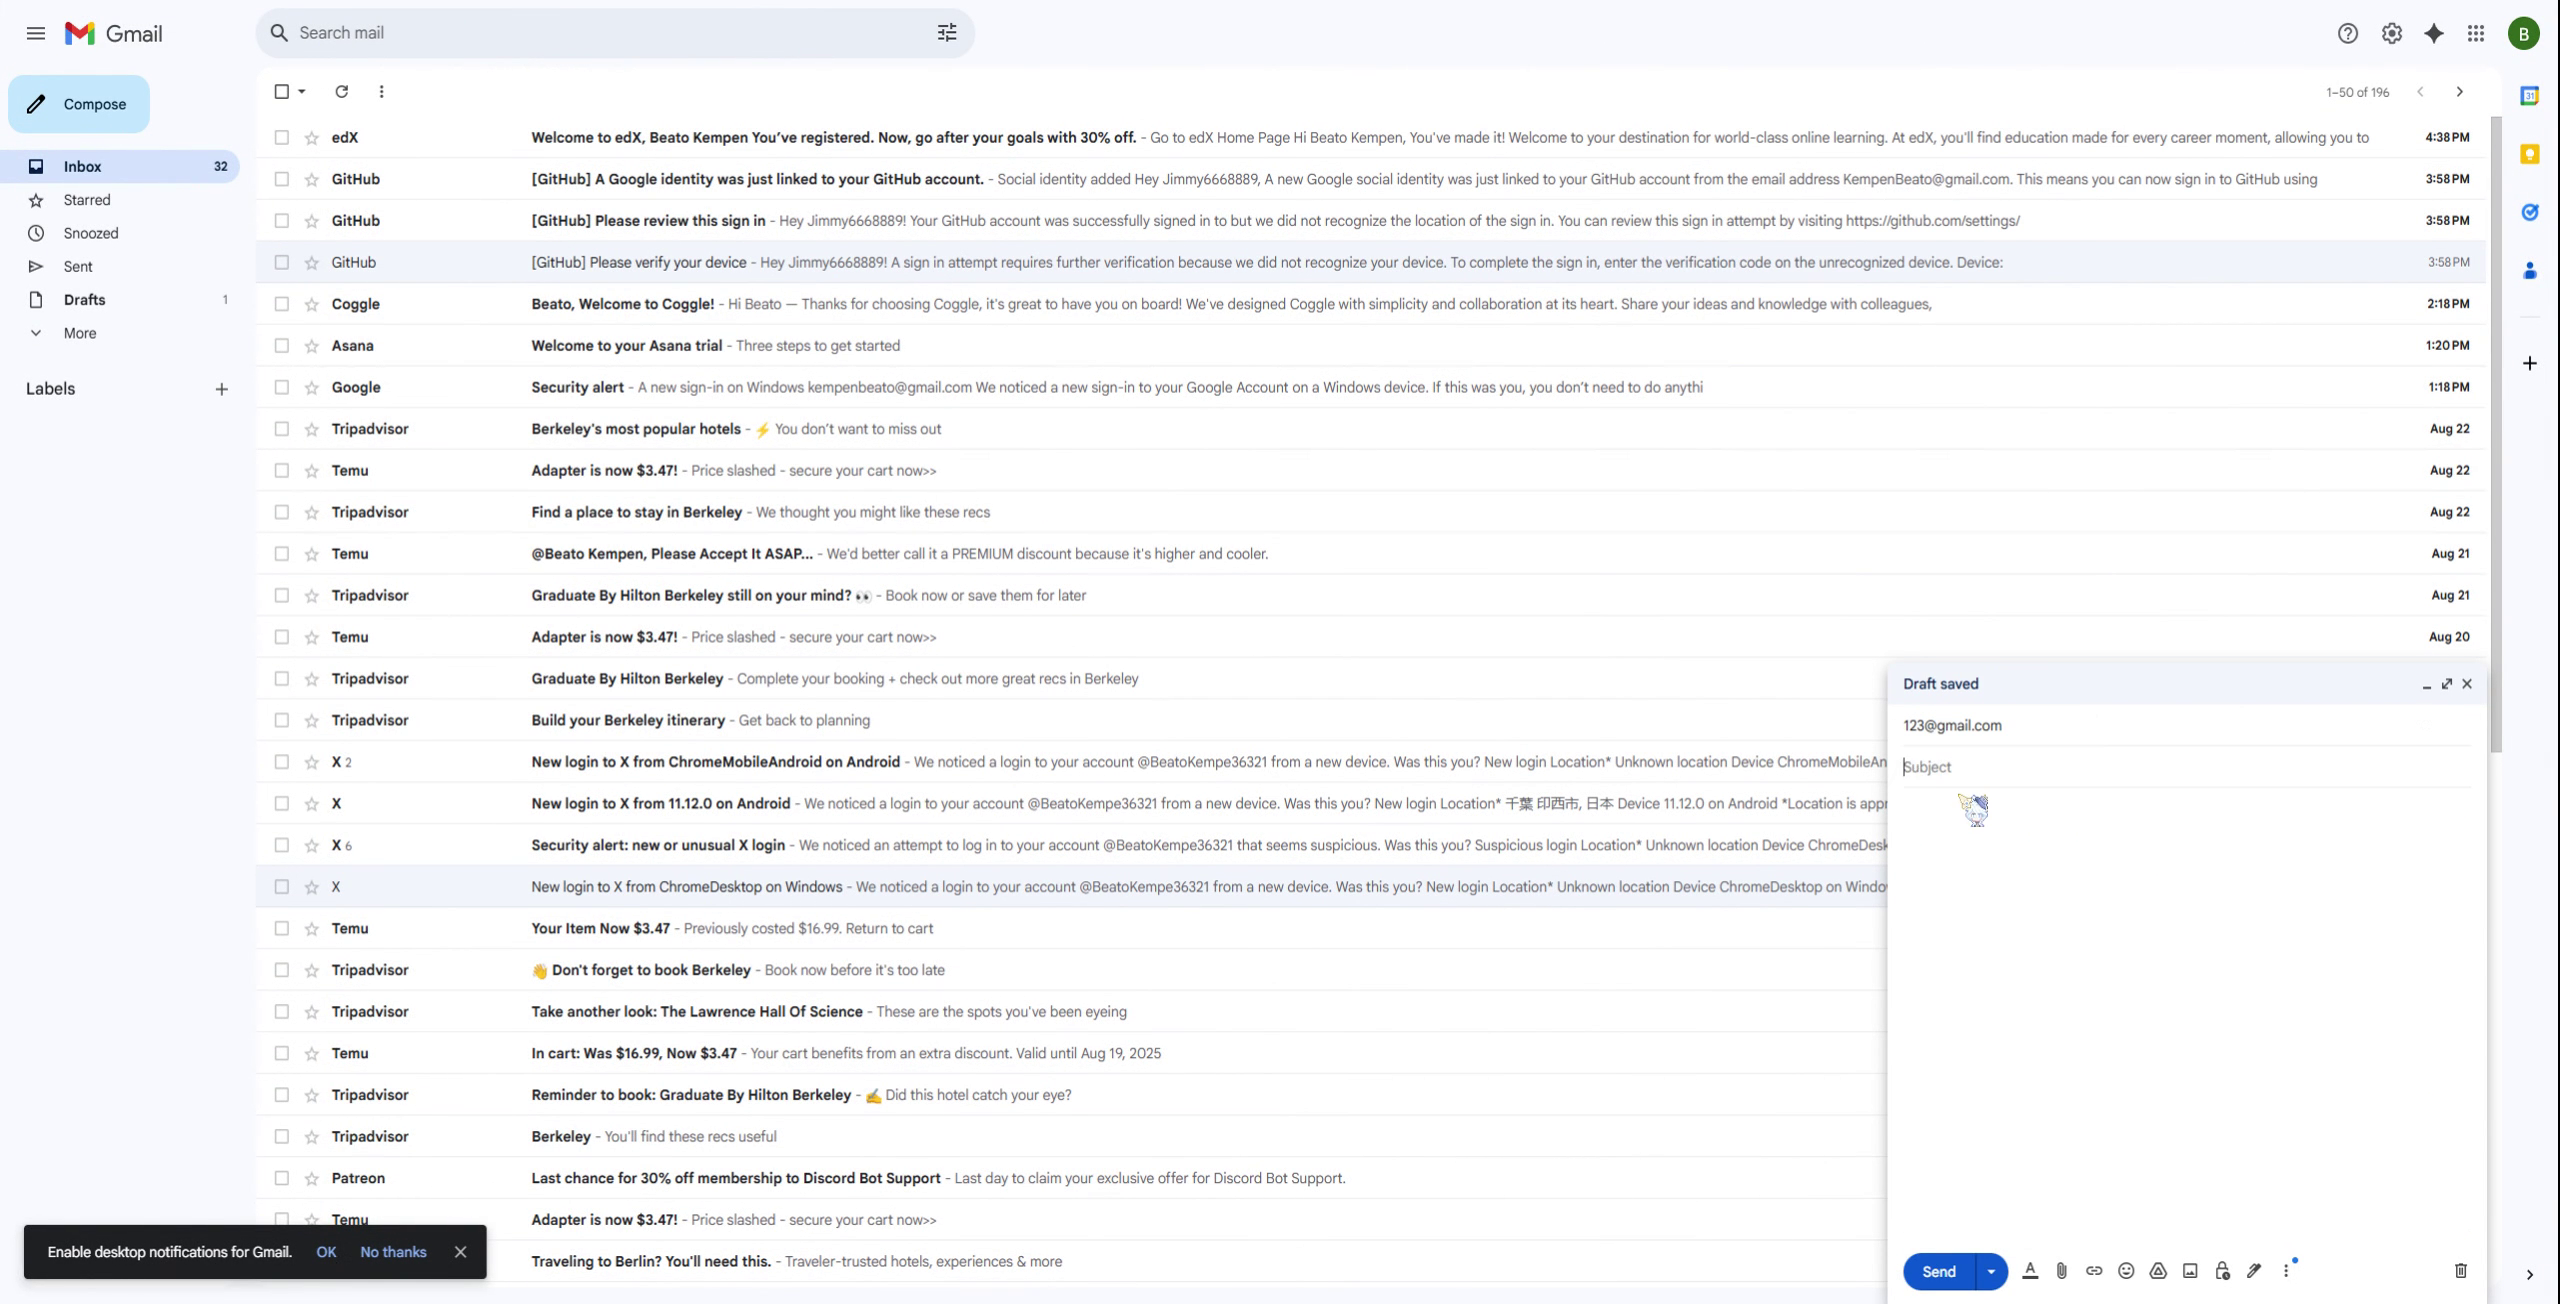 Gmail
Search mail
B
Compose
Inbox 32
Starred
Snoozed
Sent
Drafts 1
More
Labels
1–50 of 196
31
edX Welcome to edX, Beato Kempen You've registered. Now, go after your goals with 30% off. - Go to edX Home Page Hi Beato Kempen, You've made it! Welcome to your destination for world-class online learning. At edX, you'll find education made for every career moment, allowing you to 4:38 PM
GitHub [GitHub] A Google identity was just linked to your GitHub account. - Social identity added Hey Jimmy6668889, A new Google social identity was just linked to your GitHub account from the email address KempenBeato@gmail.com. This means you can now sign in to GitHub using 3:58 PM
GitHub [GitHub] Please review this sign in - Hey Jimmy6668889! Your GitHub account was successfully signed in to but we did not recognize the location of the sign in. You can review this sign in attempt by visiting https://github.com/settings/ 3:58 PM
GitHub [GitHub] Please verify your device - Hey Jimmy6668889! A sign in attempt requires further verification because we did not recognize your device. To complete the sign in, enter the verification code on the unrecognized device. Device: 3:58 PM
Coggle Beato, Welcome to Coggle! - Hi Beato — Thanks for choosing Coggle, it's great to have you on board! We've designed Coggle with simplicity and collaboration at its heart. Share your ideas and knowledge with colleagues, 2:18 PM
Asana Welcome to your Asana trial - Three steps to get started 1:20 PM
Google Security alert - A new sign-in on Windows kempenbeato@gmail.com We noticed a new sign-in to your Google Account on a Windows device. If this was you, you don't need to do anythi 1:18 PM
Tripadvisor Berkeley's most popular hotels - ⚡ You don't want to miss out Aug 22
Temu Adapter is now $3.47! - Price slashed - secure your cart now>> Aug 22
Tripadvisor Find a place to stay in Berkeley - We thought you might like these recs Aug 22
Temu @Beato Kempen, Please Accept It ASAP... - We'd better call it a PREMIUM discount because it's higher and cooler. Aug 21
Tripadvisor Graduate By Hilton Berkeley still on your mind? 👀 - Book now or save them for later Aug 21
Temu Adapter is now $3.47! - Price slashed - secure your cart now>> Aug 20
Tripadvisor Graduate By Hilton Berkeley - Complete your booking + check out more great recs in Berkeley
Tripadvisor Build your Berkeley itinerary - Get back to planning
X 2 New login to X from ChromeMobileAndroid on Android - We noticed a login to your account @BeatoKempe36321 from a new device. Was this you? New login Location* Unknown location Device ChromeMobileAn
X New login to X from 11.12.0 on Android - We noticed a login to your account @BeatoKempe36321 from a new device. Was this you? New login Location* 千葉 印西市, 日本 Device 11.12.0 on Android *Location is appr
X 6 Security alert: new or unusual X login - We noticed an attempt to log in to your account @BeatoKempe36321 that seems suspicious. Was this you? Suspicious login Location* Unknown location Device ChromeDesk
X New login to X from ChromeDesktop on Windows - We noticed a login to your account @BeatoKempe36321 from a new device. Was this you? New login Location* Unknown location Device ChromeDesktop on Windo
Temu Your Item Now $3.47 - Previously costed $16.99. Return to cart
Tripadvisor 👋 Don't forget to book Berkeley - Book now before it's too late
Tripadvisor Take another look: The Lawrence Hall Of Science - These are the spots you've been eyeing
Temu In cart: Was $16.99, Now $3.47 - Your cart benefits from an extra discount. Valid until Aug 19, 2025
Tripadvisor Reminder to book: Graduate By Hilton Berkeley - ✍ Did this hotel catch your eye?
Tripadvisor Berkeley - You'll find these recs useful
Patreon Last chance for 30% off membership to Discord Bot Support - Last day to claim your exclusive offer for Discord Bot Support.
Temu Adapter is now $3.47! - Price slashed - secure your cart now>>
Traveling to Berlin? You'll need this. - Traveler-trusted hotels, experiences & more
Enable desktop notifications for Gmail. OK No thanks
Draft saved
123@gmail.com
Subject
Send